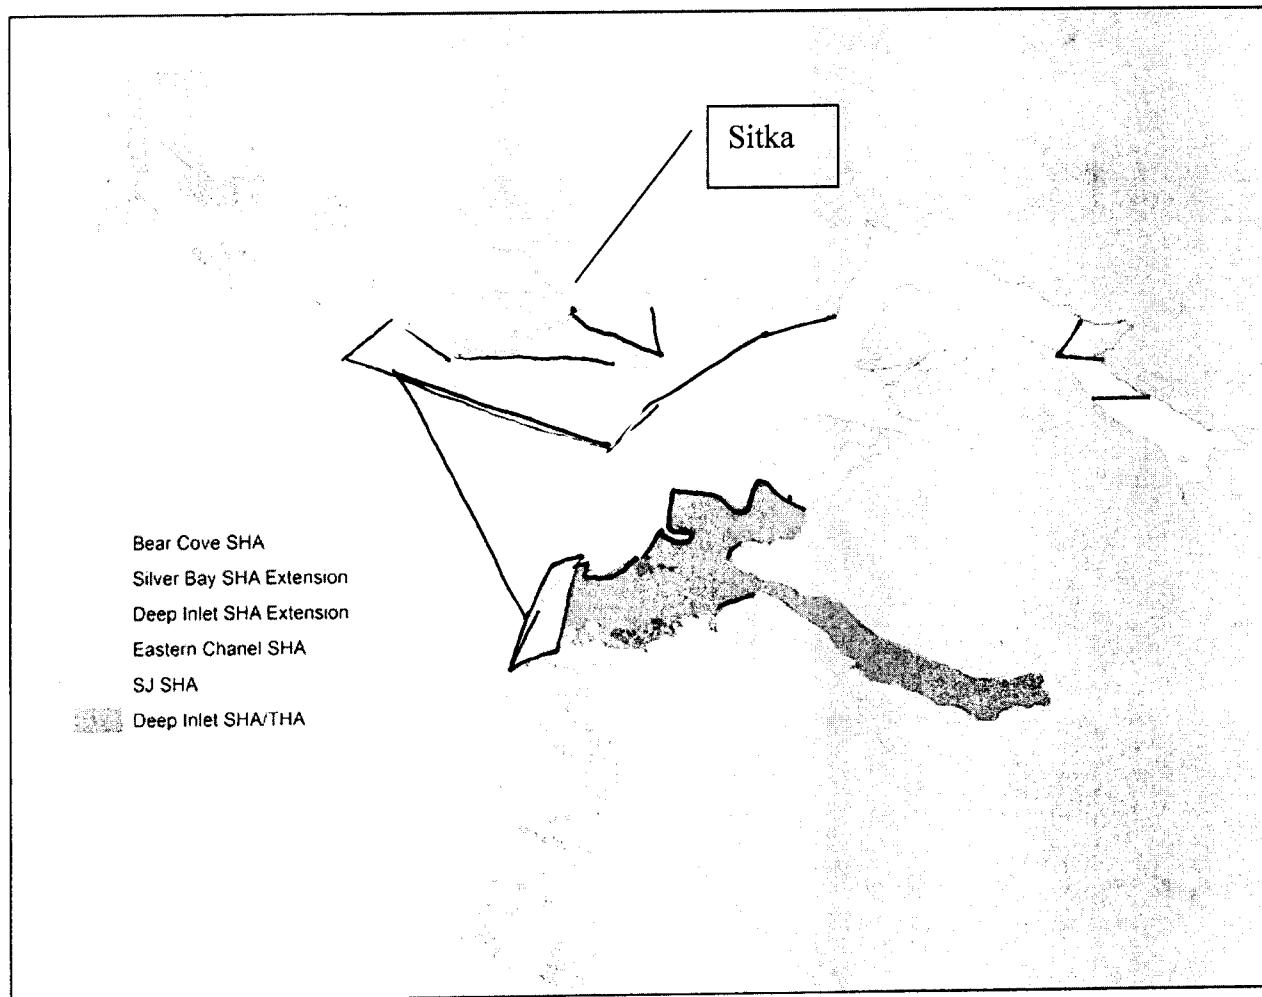 Sitka
Bear Cove SHA
Silver Bay SHA Extension
Deep Inlet SHA Extension
Eastern Chanel SHA
SJ SHA
Deep Inlet SHA/THA